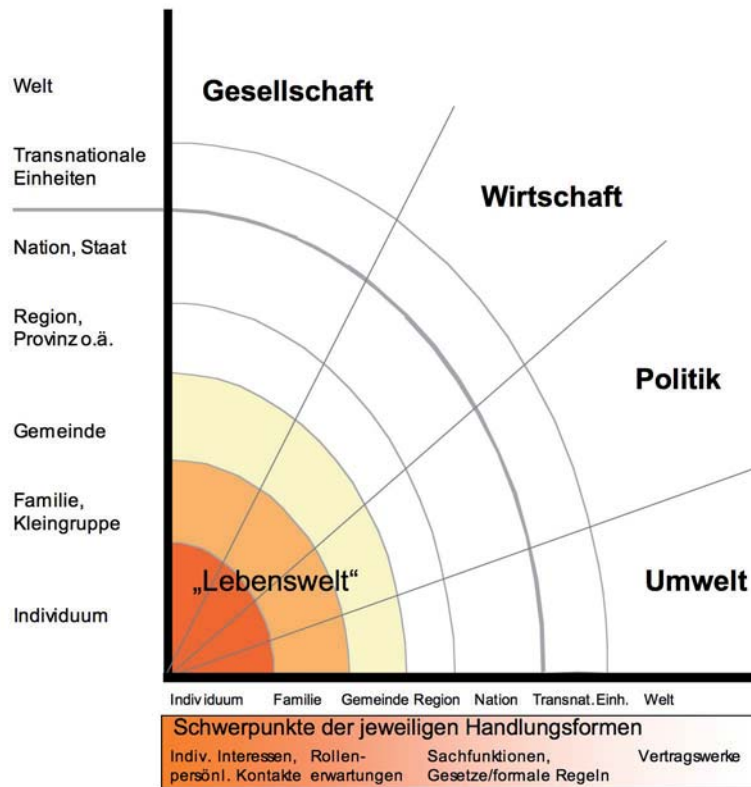 Welt
Gesellschaft
Transnationale
Einheiten
Wirtschaft
Nation, Staat
Region,
Provinz o.ä.
Politik
Gemeinde
Familie,
Kleingruppe
„Lebenswelt“
Umwelt
Individuum
Individuum Familie Gemeinde Region Nation Transnat. Einh. Welt
Schwerpunkte der jeweiligen Handlungsformen
Indiv. Interessen, Rollen- Sachfunktionen, Vertragswerke
persönl. Kontakte erwartungen Gesetze/formale Regeln